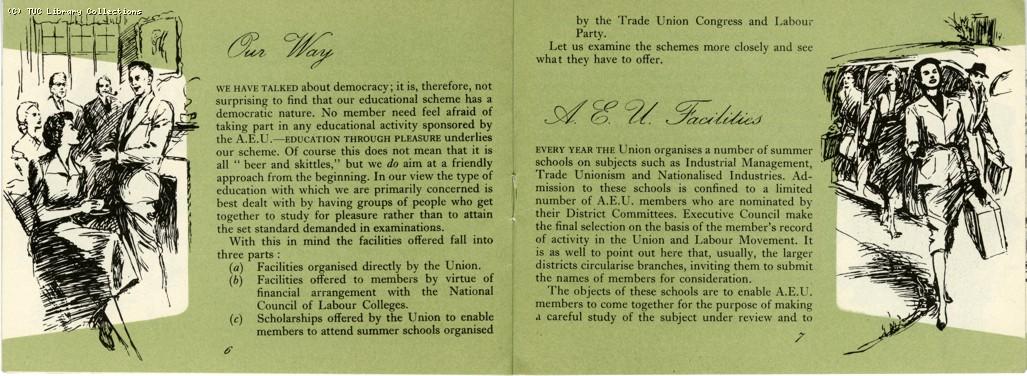 (C) TUC Library Collections
Our Way
WE HAVE TALKED about democracy; it is, therefore, not
surprising to find that our educational scheme has a
democratic nature. No member need feel afraid of
taking part in any educational activity sponsored by
the A.E.U.—EDUCATION THROUGH PLEASURE underlies
our scheme. Of course this does not mean that it is
all “ beer and skittles,” but we do aim at a friendly
approach from the beginning. In our view the type of
education with which we are primarily concerned is
best dealt with by having groups of people who get
together to study for pleasure rather than to attain
the set standard demanded in examinations.
With this in mind the facilities offered fall into
three parts :
(a) Facilities organised directly by the Union.
(b) Facilities offered to members by virtue of
financial arrangement with the National
Council of Labour Colleges.
(c) Scholarships offered by the Union to enable
members to attend summer schools organised
6
by the Trade Union Congress and Labour
Party.
Let us examine the schemes more closely and see
what they have to offer.
A. E. U. Facilities
EVERY YEAR THE Union organises a number of summer
schools on subjects such as Industrial Management,
Trade Unionism and Nationalised Industries. Ad-
mission to these schools is confined to a limited
number of A.E.U. members who are nominated by
their District Committees. Executive Council make
the final selection on the basis of the member's record
of activity in the Union and Labour Movement. It
is as well to point out here that, usually, the larger
districts circularise branches, inviting them to submit
the names of members for consideration.
The objects of these schools are to enable A.E.U.
members to come together for the purpose of making
a careful study of the subject under review and to
7